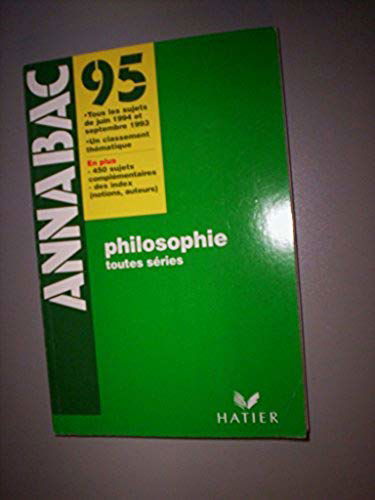 ANNABAC
95
•Tous les sujets
de juin 1994 et
septembre 1993
•Un classement
thématique
En plus
- 450 sujets
complémentaires
- des index
(notions, auteurs)
philosophie
toutes séries
HATIER